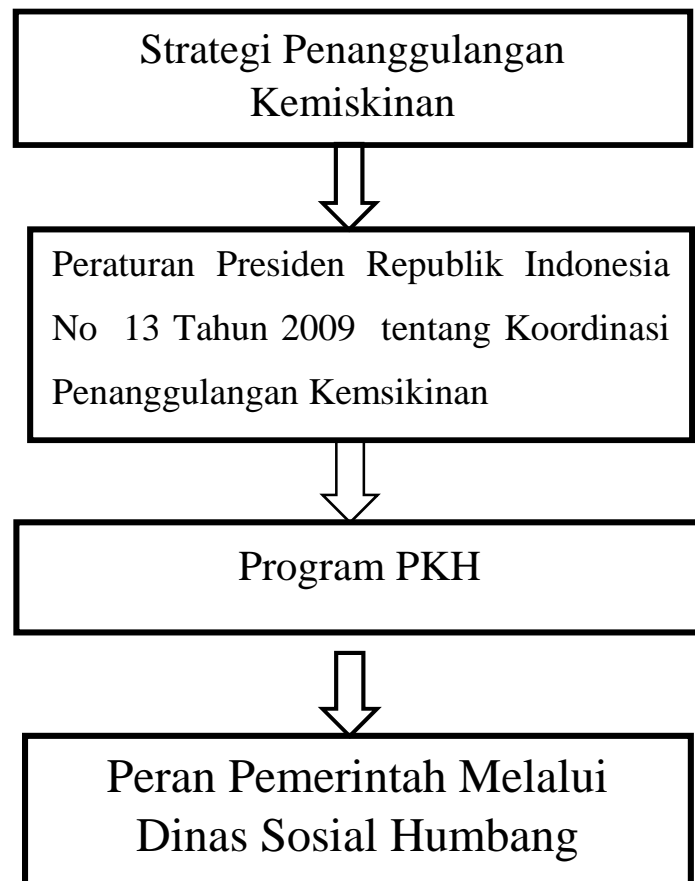 Strategi Penanggulangan
Kemiskinan
Peraturan Presiden Republik Indonesia
No 13 Tahun 2009 tentang Koordinasi
Penanggulangan Kemsikinan
Program PKH
Peran Pemerintah Melalui
Dinas Sosial Humbang